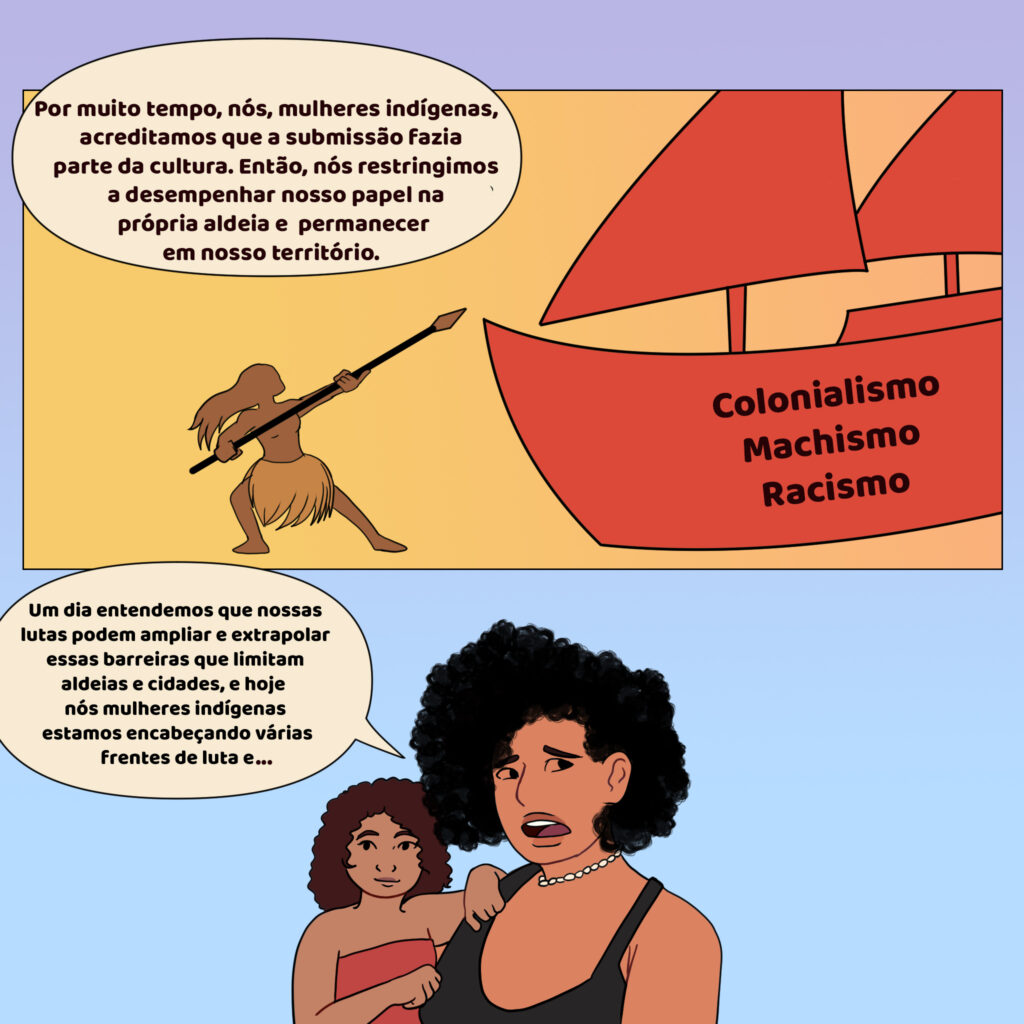 Por muito tempo, nós, mulheres indígenas,
acreditamos que a submissão fazia
parte da cultura. Então, nós restringimos
a desempenhar nosso papel na
própria aldeia e permanecer
em nosso território.
Colonialismo
Machismo
Racismo
Um dia entendemos que nossas
lutas podem ampliar e extrapolar
essas barreiras que limitam
aldeias e cidades, e hoje
nós mulheres indígenas
estamos encabeçando várias
frentes de luta e...